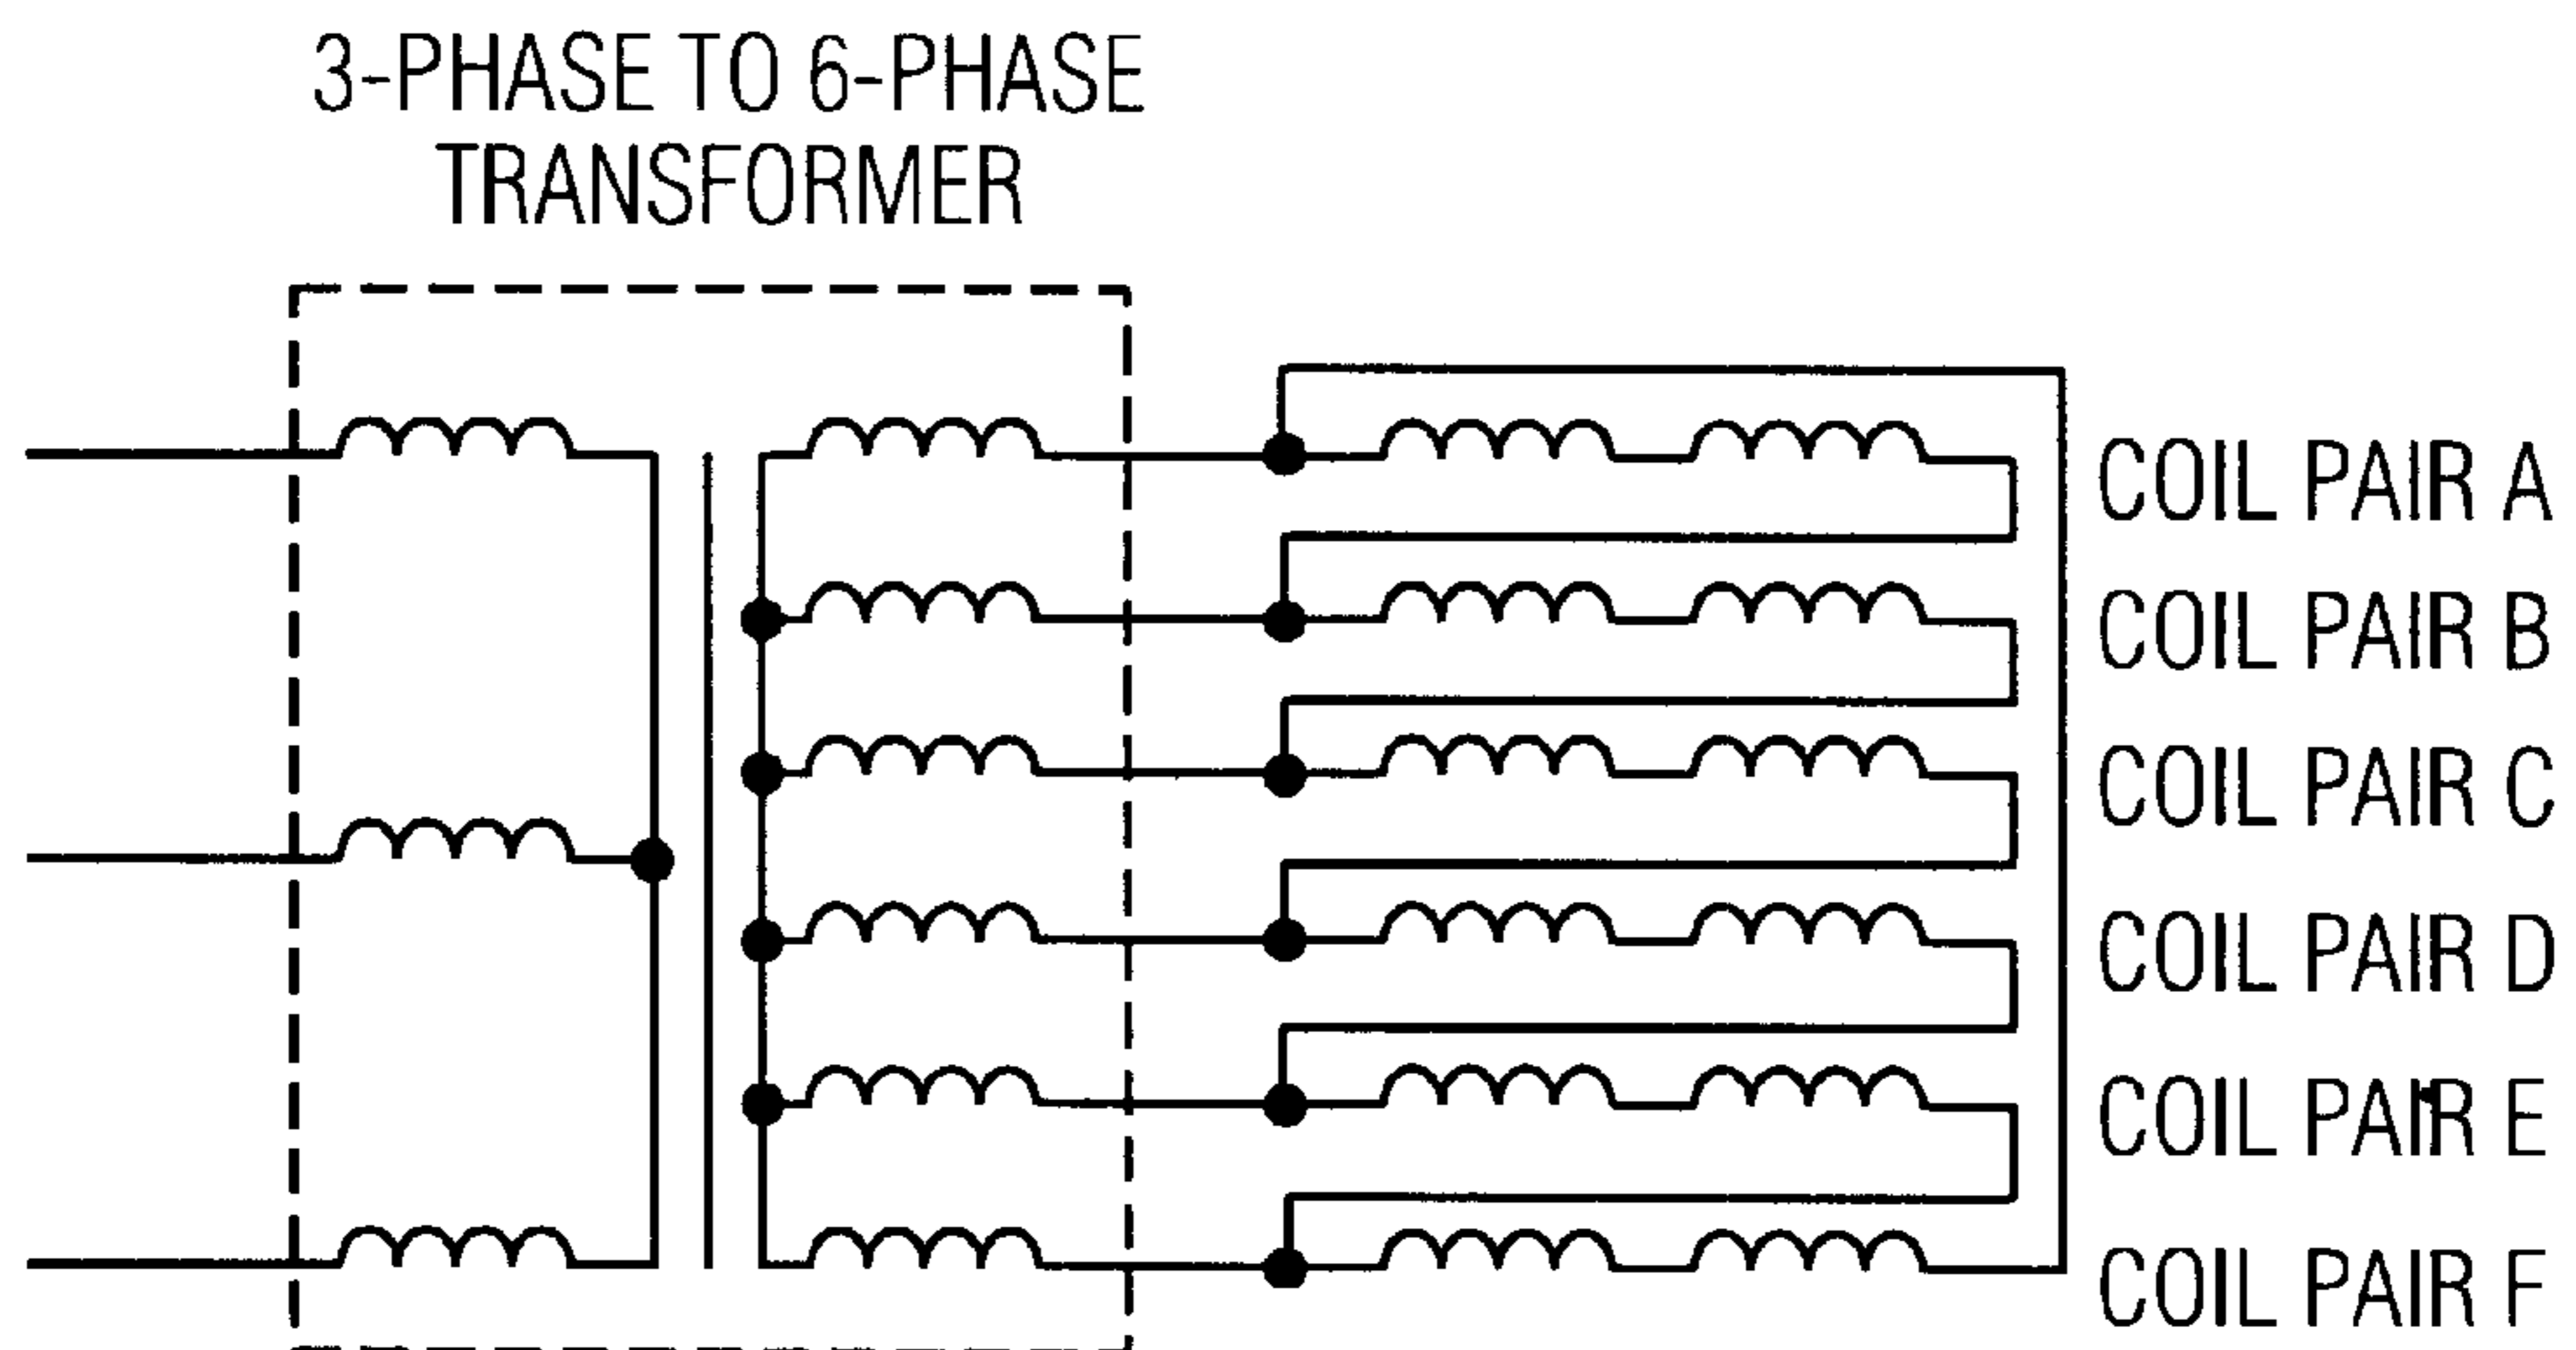 3-PHASE TO 6-PHASE
TRANSFORMER
COIL PAIR A
COIL PAIR B
COIL PAIR C
COIL PAIR D
COIL PAIR E
COIL PAIR F